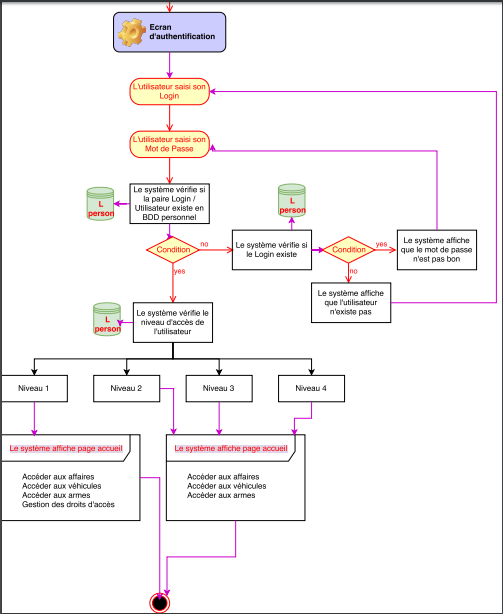 Ecran
d'authentification
L'utilisateur saisi son
Login
L'utilisateur saisi son
Mot de Passe
Le système vérifie si
la paire Login /
Utilisateur existe en
BDD personnel
L
person
L
person
Condition
no
Le système vérifie si
le Login existe
Condition
yes
Le système affiche
que le mot de passe
n'est pas bon
yes
no
Le système affiche
que l'utilizateur
n'existe pas
L
person
Le système vérifie le
niveau d'accès de
l'utilisateur
Niveau 1
Niveau 2
Niveau 3
Niveau 4
Le système affiche page accueil
Accéder aux affaires
Accéder aux véhicules
Accéder aux armes
Gestion des droits d'accès
Le système affiche page accueil
Accéder aux affaires
Accéder aux véhicules
Accéder aux armes